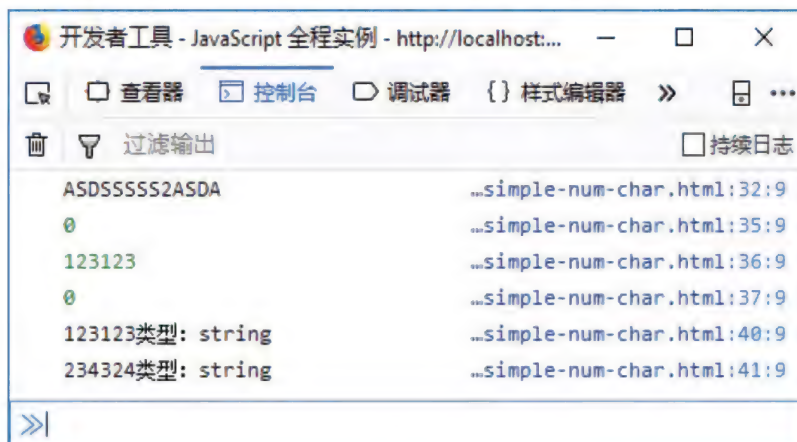 开发者工具 - JavaScript 全程实例 - http://localhost:...
查看器 控制台 调试器 {} 样式编辑器 »
过滤输出 持续日志
ASDSSSSS2ASDA …simple-num-char.html:32:9
0 …simple-num-char.html:35:9
123123 …simple-num-char.html:36:9
0 …simple-num-char.html:37:9
123123类型: string …simple-num-char.html:40:9
234324类型: string …simple-num-char.html:41:9